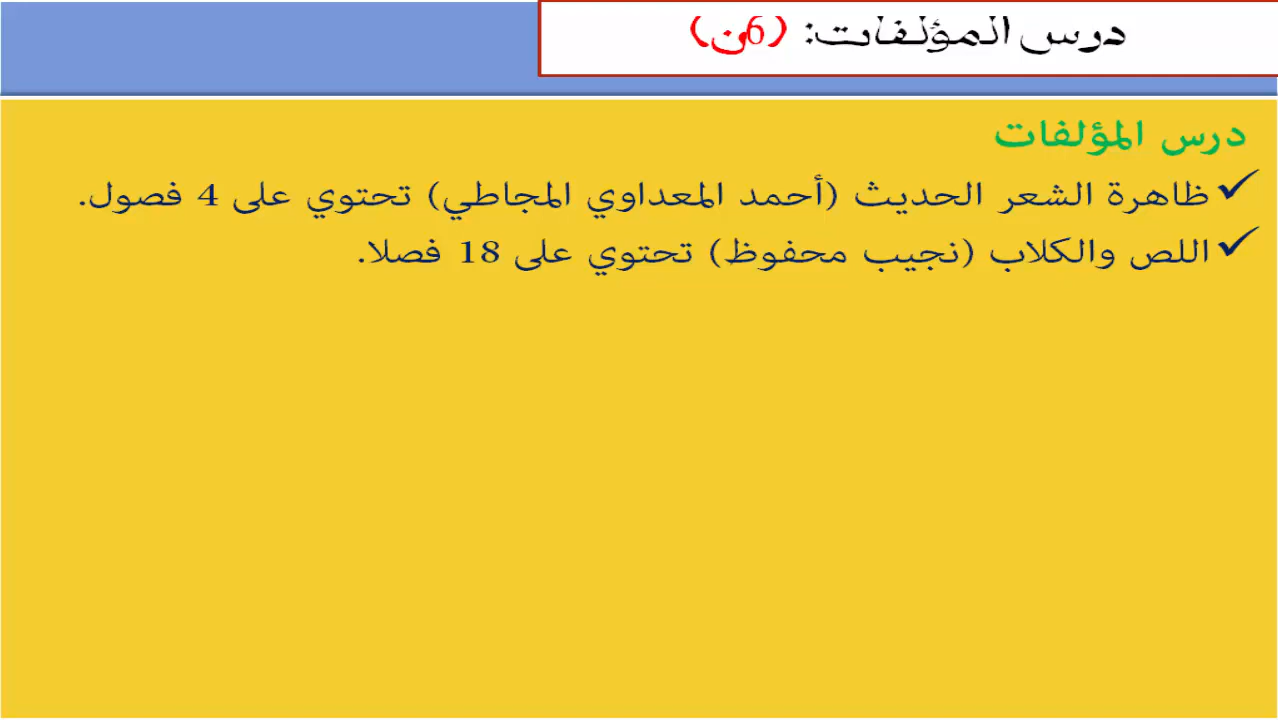 درس المؤلفات: (6ن)
درس المؤلفات
✓ ظاهرة الشعر الحديث (أحمد المعداوي المجاطي) تحتوي على 4 فصول.
✓ اللص والكلاب (نجيب محفوظ) تحتوي على 18 فصلا.